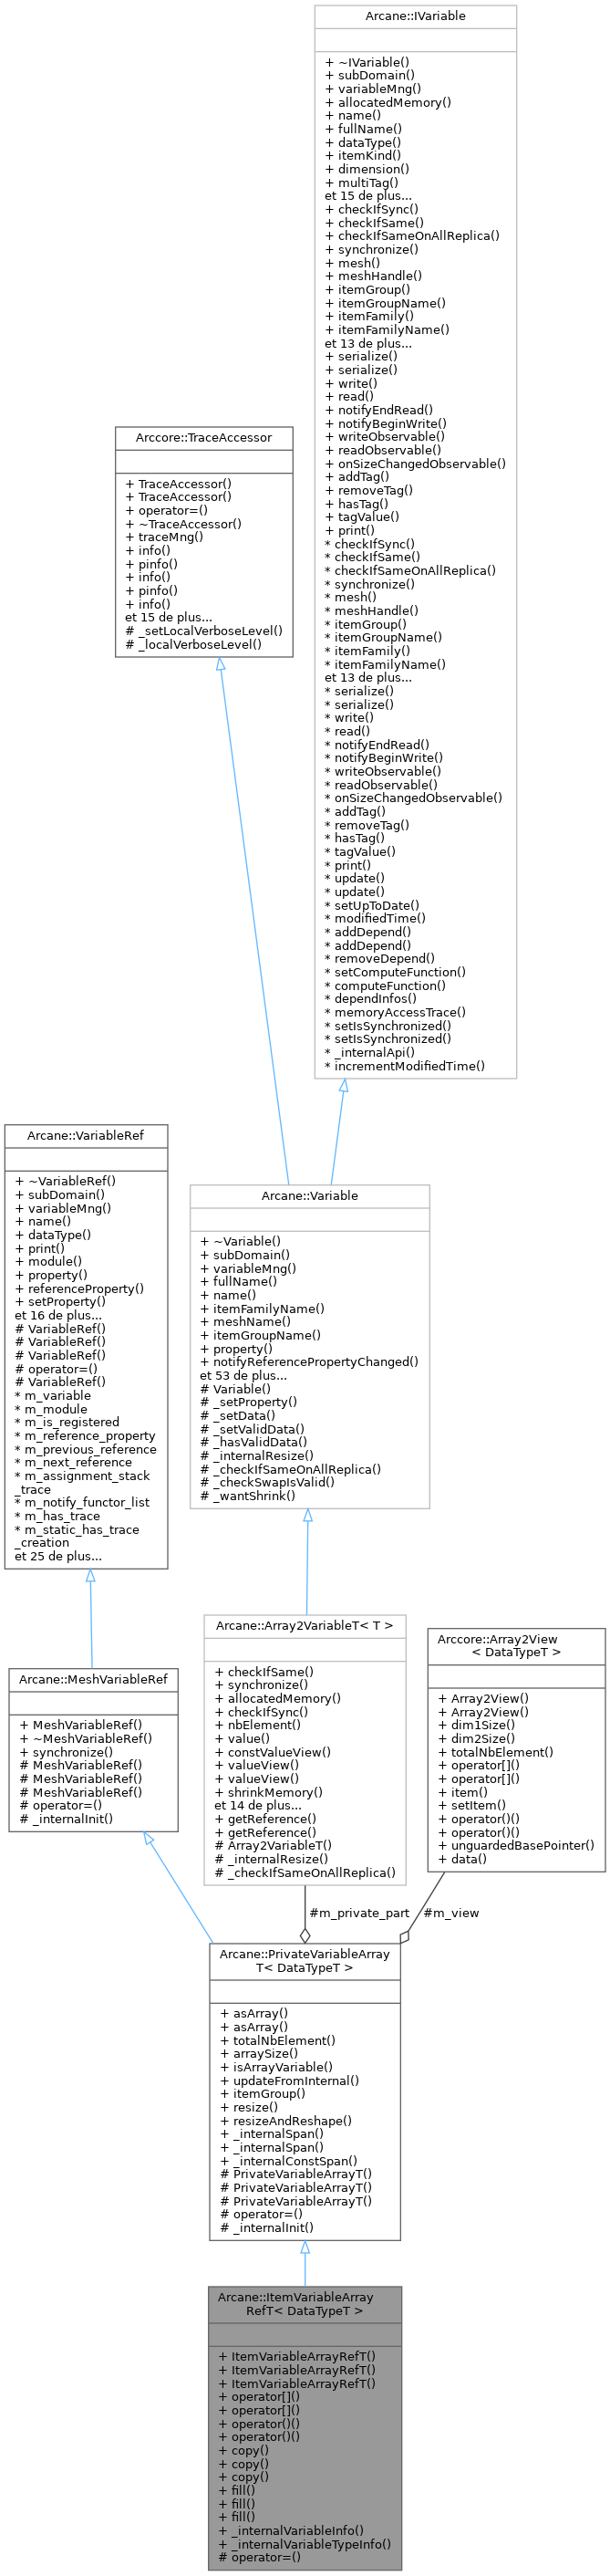 Arcane::IVariable
+ ~IVariable()
+ subDomain()
+ variableMng()
+ allocatedMemory()
+ name()
+ fullName()
+ dataType()
+ itemKind()
+ dimension()
+ multiTag()
et 15 de plus...
+ checkIfSync()
+ checkIfSame()
+ checkIfSameOnAllReplica()
+ synchronize()
+ mesh()
+ meshHandle()
+ itemGroup()
+ itemGroupName()
+ itemFamily()
+ itemFamilyName()
et 13 de plus...
+ serialize()
+ serialize()
+ write()
+ read()
+ notifyEndRead()
+ notifyBeginWrite()
+ writeObservable()
+ readObservable()
+ onSizeChangedObservable()
+ addTag()
+ removeTag()
+ hasTag()
+ tagValue()
+ print()
* checkIfSync()
* checkIfSame()
* checkIfSameOnAllReplica()
* synchronize()
* mesh()
* meshHandle()
* itemGroup()
* itemGroupName()
* itemFamily()
* itemFamilyName()
et 13 de plus...
* serialize()
* serialize()
* write()
* read()
* notifyEndRead()
* notifyBeginWrite()
* writeObservable()
* readObservable()
* onSizeChangedObservable()
* addTag()
* removeTag()
* hasTag()
* tagValue()
* print()
* update()
* update()
* setUpToDate()
* modifiedTime()
* addDepend()
* addDepend()
* removeDepend()
* setComputeFunction()
* computeFunction()
* dependInfos()
* memoryAccessTrace()
* setIsSynchronized()
* setIsSynchronized()
* _internalApi()
* incrementModifiedTime()
Arccore::TraceAccessor
+ TraceAccessor()
+ TraceAccessor()
+ operator=()
+ ~TraceAccessor()
+ traceMng()
+ info()
+ pinfo()
+ info()
+ pinfo()
+ info()
et 15 de plus...
# _setLocalVerboseLevel()
# _localVerboseLevel()
Arcane::VariableRef
+ ~VariableRef()
+ subDomain()
+ variableMng()
+ name()
+ dataType()
+ print()
+ module()
+ property()
+ referenceProperty()
+ setProperty()
et 16 de plus...
# VariableRef()
# VariableRef()
# VariableRef()
# operator=()
# VariableRef()
* m_variable
* m_module
* m_is_registered
* m_reference_property
* m_previous_reference
* m_next_reference
* m_assignment_stack
_trace
* m_notify_functor_list
* m_has_trace
* m_static_has_trace
_creation
et 25 de plus...
Arcane::Variable
+ ~Variable()
+ subDomain()
+ variableMng()
+ fullName()
+ name()
+ itemFamilyName()
+ meshName()
+ itemGroupName()
+ property()
+ notifyReferencePropertyChanged()
et 53 de plus...
# Variable()
# _setProperty()
# _setData()
# _setValidData()
# _hasValidData()
# _internalResize()
# _checkIfSameOnAllReplica()
# _checkSwapIsValid()
# _wantShrink()
Arcane::MeshVariableRef
+ MeshVariableRef()
+ ~MeshVariableRef()
+ synchronize()
# MeshVariableRef()
# MeshVariableRef()
# MeshVariableRef()
# operator=()
# _internalInit()
Arcane::Array2VariableT< T >
+ checkIfSame()
+ synchronize()
+ allocatedMemory()
+ checkIfSync()
+ nbElement()
+ value()
+ constValueView()
+ valueView()
+ valueView()
+ shrinkMemory()
et 14 de plus...
+ getReference()
+ getReference()
# Array2VariableT()
# _internalResize()
# _checkIfSameOnAllReplica()
Arccore::Array2View
< DataTypeT >
+ Array2View()
+ Array2View()
+ dim1Size()
+ dim2Size()
+ totalNbElement()
+ operator[]()
+ operator[]()
+ item()
+ setItem()
+ operator()()
+ operator()()
+ unguardedBasePointer()
+ data()
#m_private_part
#m_view
Arcane::PrivateVariableArray
T< DataTypeT >
+ asArray()
+ asArray()
+ totalNbElement()
+ arraySize()
+ isArrayVariable()
+ updateFromInternal()
+ itemGroup()
+ resize()
+ resizeAndReshape()
+ _internalSpan()
+ _internalSpan()
+ _internalConstSpan()
# PrivateVariableArrayT()
# PrivateVariableArrayT()
# PrivateVariableArrayT()
# operator=()
# _internalInit()
Arcane::ItemVariableArray
RefT< DataTypeT >
+ ItemVariableArrayRefT()
+ ItemVariableArrayRefT()
+ ItemVariableArrayRefT()
+ operator[]()
+ operator[]()
+ operator()()
+ operator()()
+ copy()
+ copy()
+ copy()
+ fill()
+ fill()
+ fill()
+ _internalVariableInfo()
+ _internalVariableTypeInfo()
# operator=()